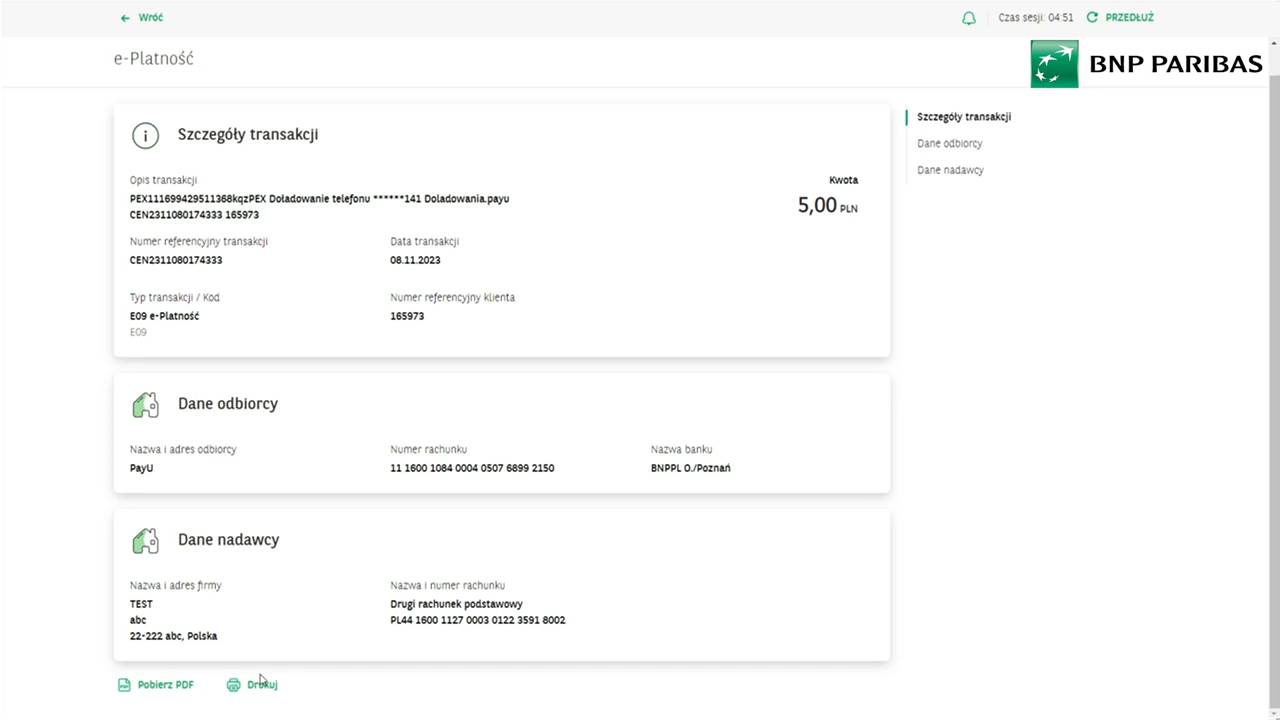 Wróć
Czas sesji: 04:51 PRZEDŁUŻ
e-Płatność
BNP PARIBAS
Szczegóły transakcji
Opis transakcji
PEX111699429511368kqzPEX Doładowanie telefonu ******141 Doladowania.payu
CEN2311080174333 165973
Kwota
5,00 PLN
Numer referencyjny transakcji
CEN2311080174333
Data transakcji
08.11.2023
Typ transakcji / Kod
E09 e-Płatność
E09
Numer referencyjny klienta
165973
Dane odbiorcy
Nazwa i adres odbiorcy
PayU
Numer rachunku
11 1600 1084 0004 0507 6899 2150
Nazwa banku
BNPPL O./Poznań
Dane nadawcy
Nazwa i adres firmy
TEST
abc
22-222 abc, Polska
Nazwa i numer rachunku
Drugi rachunek podstawowy
PL44 1600 1127 0003 0122 3591 8002
Pobierz PDF
Drukuj
Szczegóły transakcji
Dane odbiorcy
Dane nadawcy